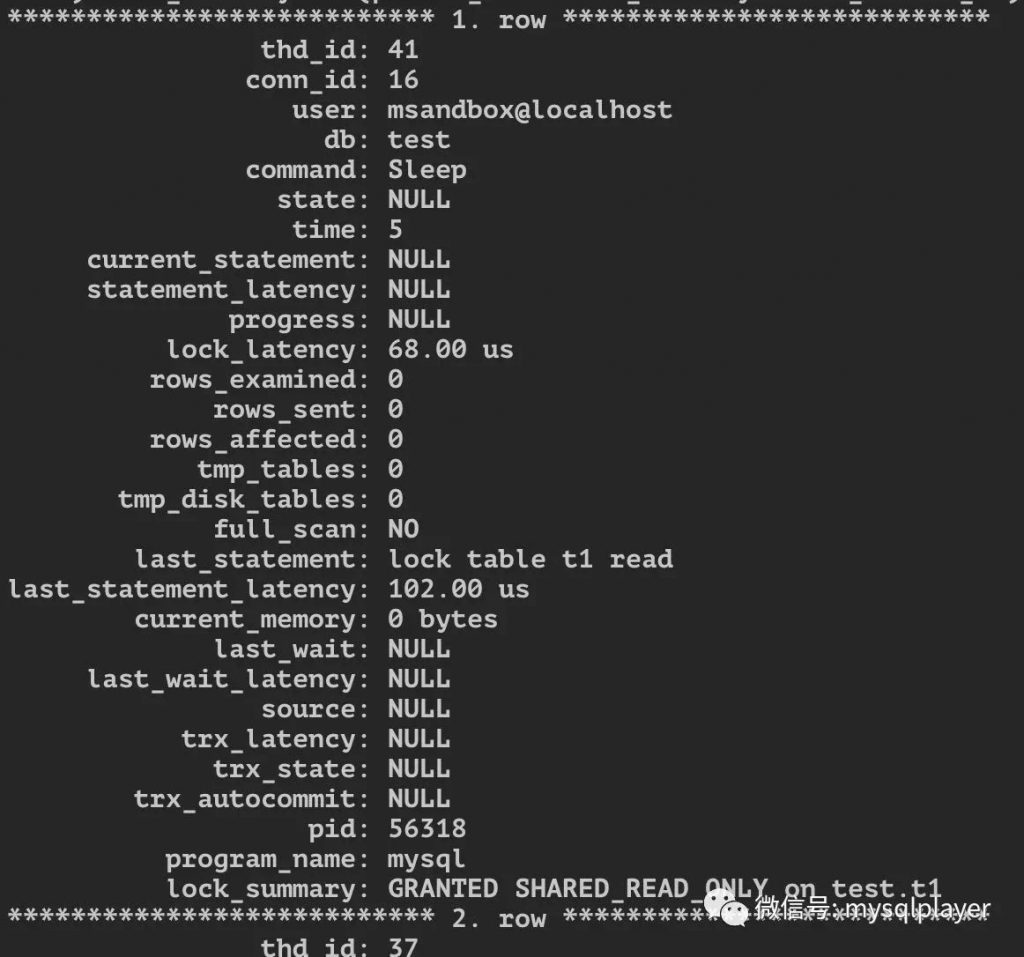 *************************** 1. row ***************************
thd_id: 41
conn_id: 16
user: msandbox@localhost
db: test
command: Sleep
state: NULL
time: 5
current_statement: NULL
statement_latency: NULL
progress: NULL
lock_latency: 68.00 us
rows_examined: 0
rows_sent: 0
rows_affected: 0
tmp_tables: 0
tmp_disk_tables: 0
full_scan: NO
last_statement: lock table t1 read
last_statement_latency: 102.00 us
current_memory: 0 bytes
last_wait: NULL
last_wait_latency: NULL
source: NULL
trx_latency: NULL
trx_state: NULL
trx_autocommit: NULL
pid: 56318
program_name: mysql
lock_summary: GRANTED SHARED_READ_ONLY on test.t1
*************************** 2. row ***************************
微信号: mysqlplayer
thd_id: 37